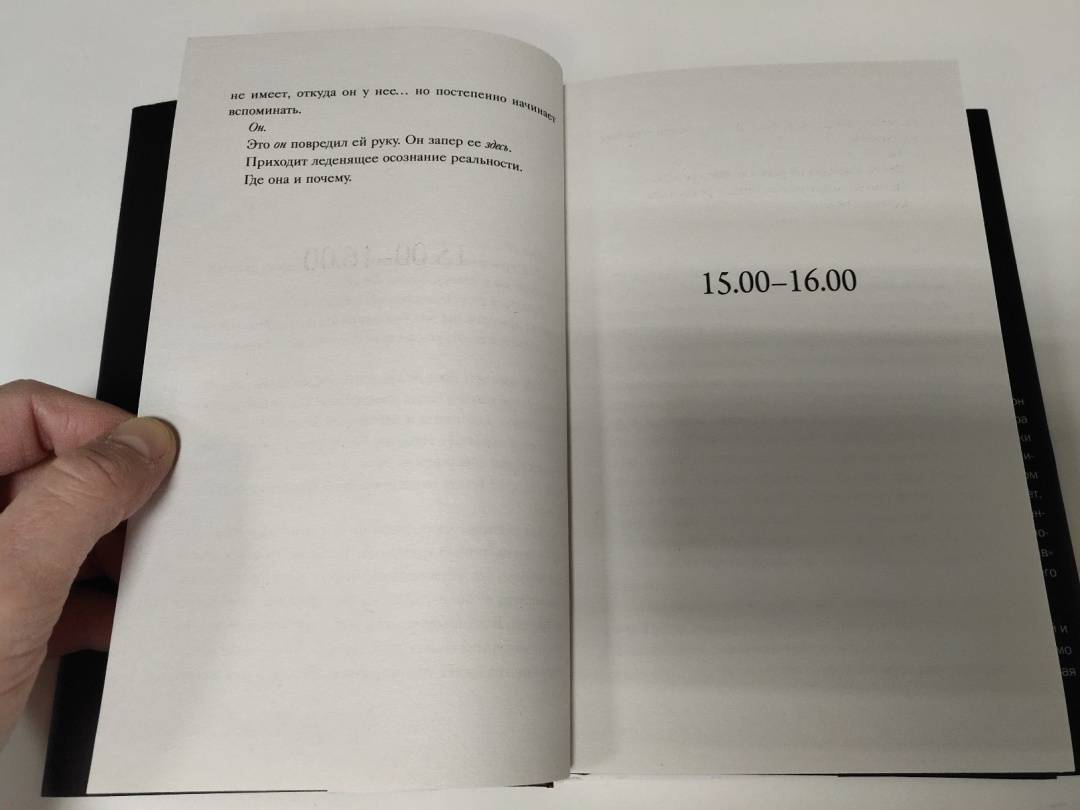 не имеет, откуда он у нее... но постепенно начинает
вспоминать.
Он.
Это он повредил ей руку. Он запер ее здесь.
Приходит леденящее осознание реальности.
Где она и почему.
15.00–16.00